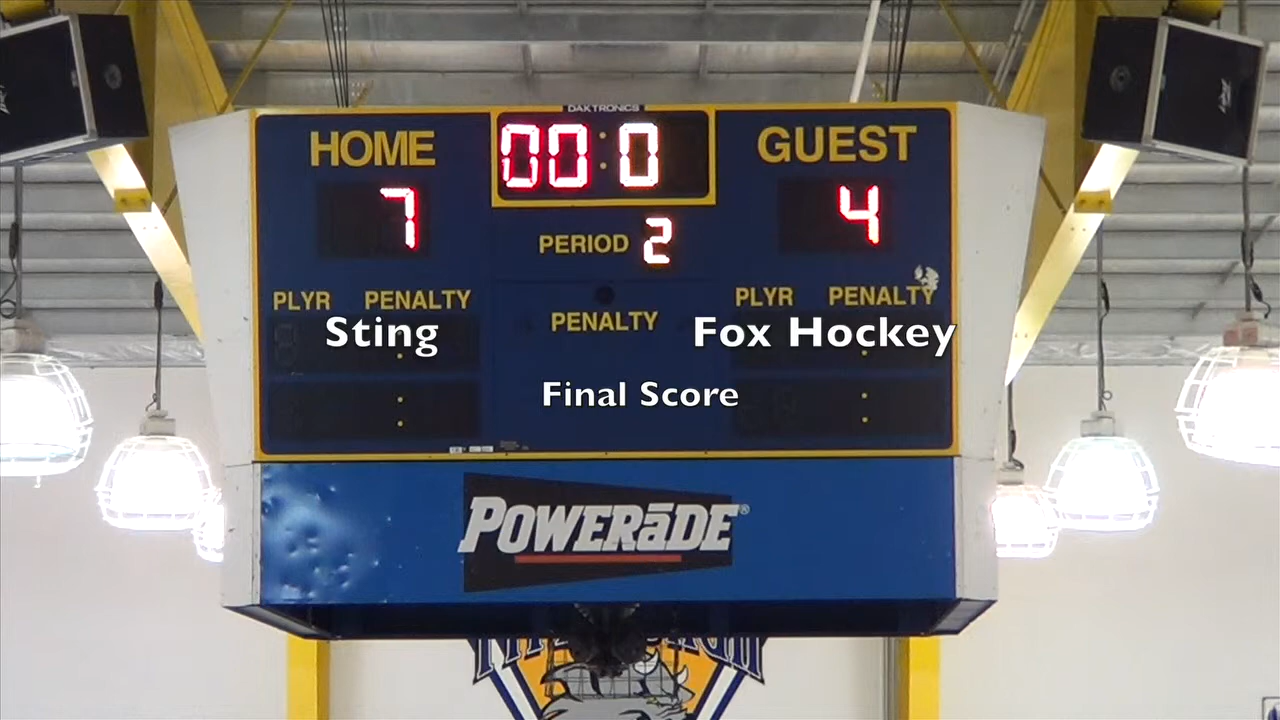 DAKTRONICS
HOME 00:0 GUEST
7 PERIOD 2 4
PLYR PENALTY PENALTY PLYR PENALTY
Sting Fox Hockey
Final Score
POWERāDE®